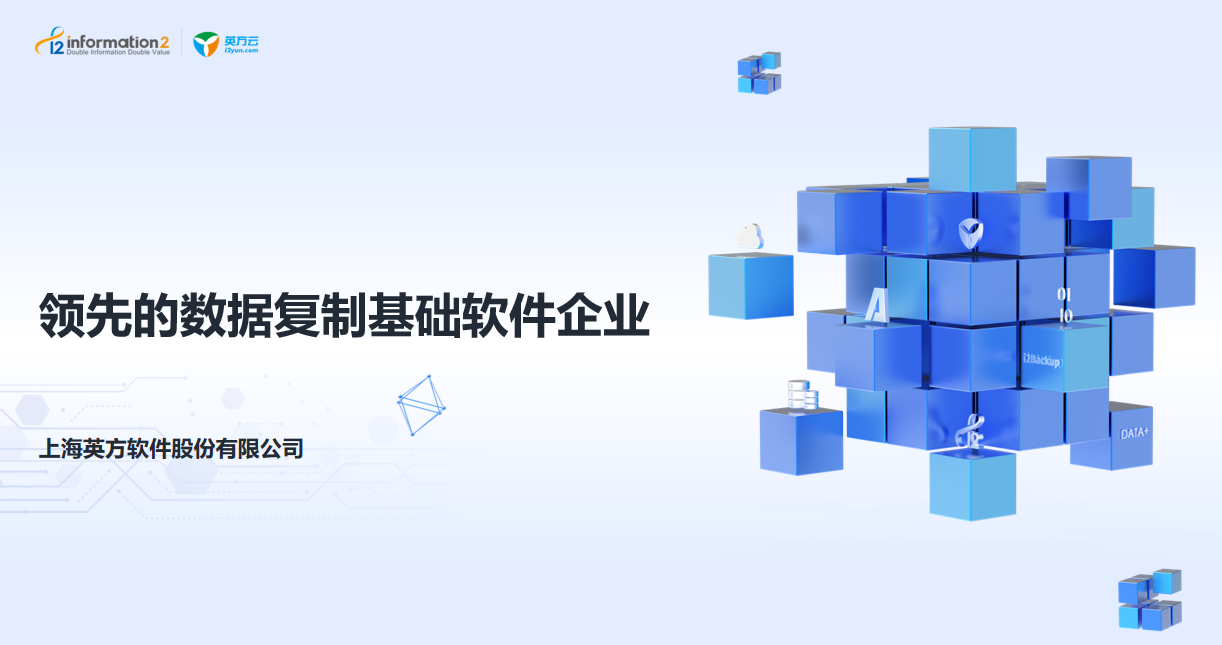 i2 information2
Double Information Double Value
英方云
i2yun.com
领先的数据复制基础软件企业
上海英方软件股份有限公司
A
01
10
i2Backup
DATA+